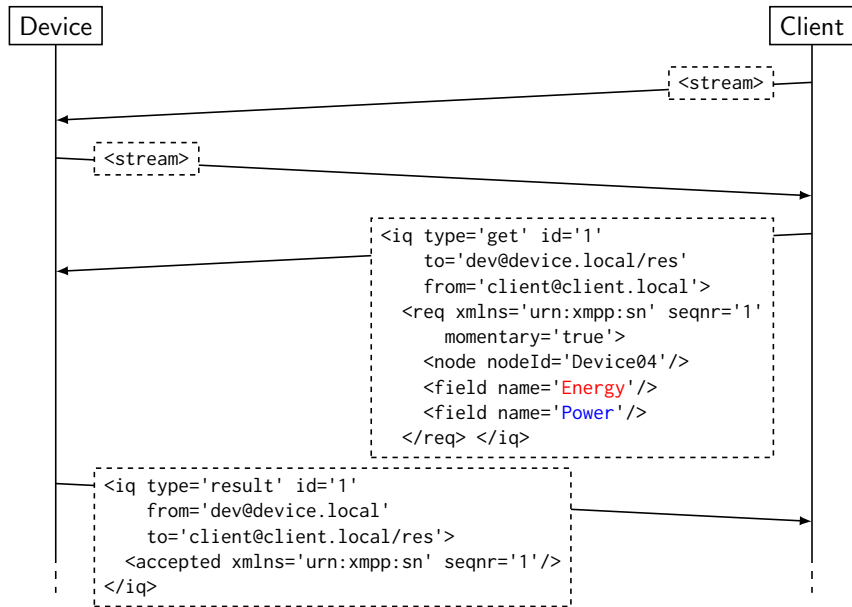 Device
Client
<stream>
<stream>
<iq type='get' id='1'
to='dev@device.local/res'
from='client@client.local'>
<req xmlns='urn:xmpp:sn' seqnr='1'
momentary='true'>
<node nodeId='Device04'/>
<field name='Energy'/>
<field name='Power'/>
</req> </iq>
<iq type='result' id='1'
from='dev@device.local'
to='client@client.local/res'>
<accepted xmlns='urn:xmpp:sn' seqnr='1'/>
</iq>